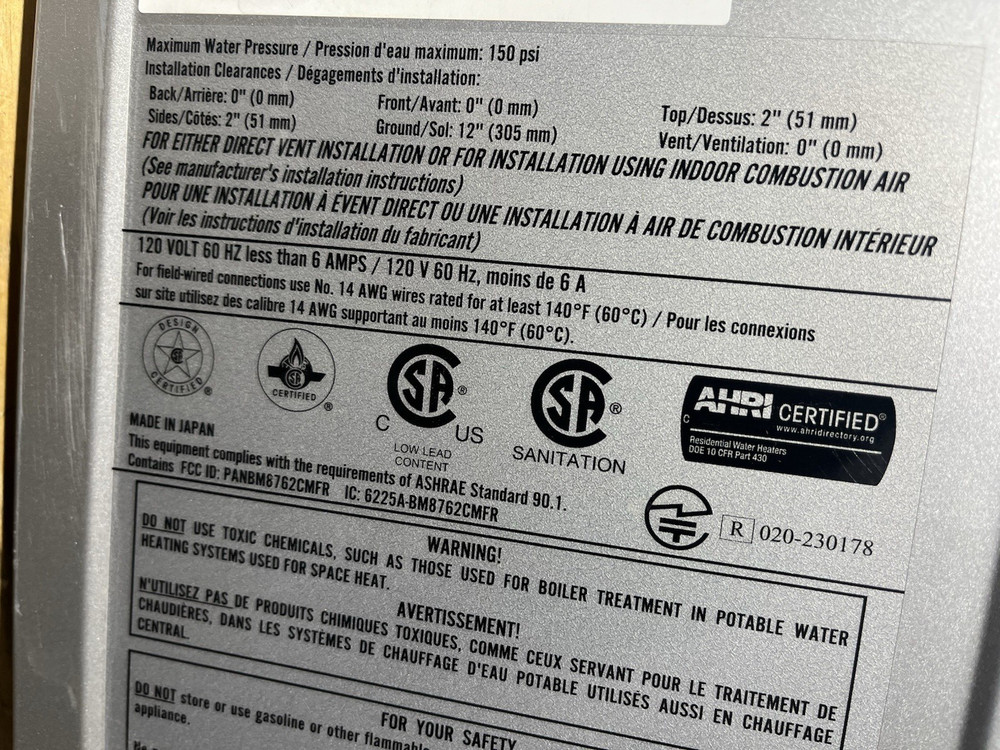 Maximum Water Pressure / Pression d'eau maximum: 150 psi
Installation Clearances / Dégagements d'installation:
Back/Arrière: 0" (0 mm) Front/Avant: 0" (0 mm) Top/Dessus: 2" (51 mm)
Sides/Côtés: 2" (51 mm) Ground/Sol: 12" (305 mm) Vent/Ventilation: 0" (0 mm)
FOR EITHER DIRECT VENT INSTALLATION OR FOR INSTALLATION USING INDOOR COMBUSTION AIR
(See manufacturer's installation instructions)
POUR UNE INSTALLATION À ÉVENT DIRECT OU UNE INSTALLATION À AIR DE COMBUSTION INTÉRIEUR
(Voir les instructions d'installation du fabricant)
120 VOLT 60 HZ less than 6 AMPS / 120 V 60 Hz, moins de 6 A
For field-wired connections use No. 14 AWG wires rated for at least 140°F (60°C) / Pour les connexions
sur site utilisez des calibre 14 AWG supportant au moins 140°F (60°C).
DESIGN CERTIFIED ®
SA CERTIFIED ®
C SA ® US
LOW LEAD
CONTENT
SA ®
SANITATION
C AHRI CERTIFIED®
www.ahridirectory.org
Residential Water Heaters
DOE 10 CFR Part 430
MADE IN JAPAN
This equipment complies with the requirements of ASHRAE Standard 90.1.
Contains FCC ID: PANBM8762CMFR IC: 6225A-BM8762CMFR
R 020-230178
WARNING!
DO NOT USE TOXIC CHEMICALS, SUCH AS THOSE USED FOR BOILER TREATMENT IN POTABLE WATER
HEATING SYSTEMS USED FOR SPACE HEAT.
AVERTISSEMENT!
N'UTILISEZ PAS DE PRODUITS CHIMIQUES TOXIQUES, COMME CEUX SERVANT POUR LE TRAITEMENT DE
CHAUDIÈRES, DANS LES SYSTÈMES DE CHAUFFAGE D'EAU POTABLE UTILISÉS AUSSI EN CHAUFFAGE
CENTRAL.
FOR YOUR SAFETY
DO NOT store or use gasoline or other flammable
appliance.